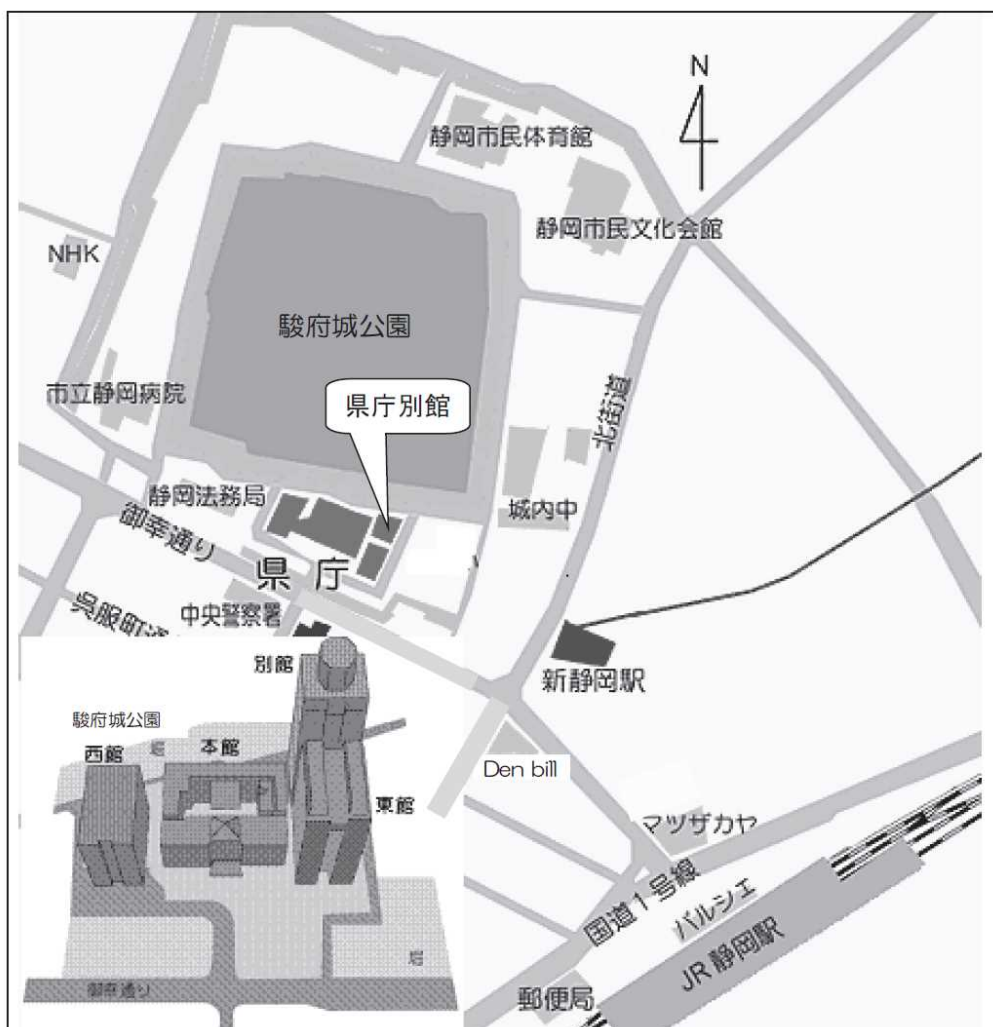 N
静岡市民体育館
静岡市民文化会館
NHK
駿府城公園
市立静岡病院
県庁別館
北街道
静岡法務局
城内中
御幸通り
県庁
中央警察署
呉服町通
新静岡駅
別館
駿府城公園
堀
本館
西館
東館
Den bill
マツザカヤ
国道1号線
パルシェ
JR静岡駅
堀
御幸通り
郵便局